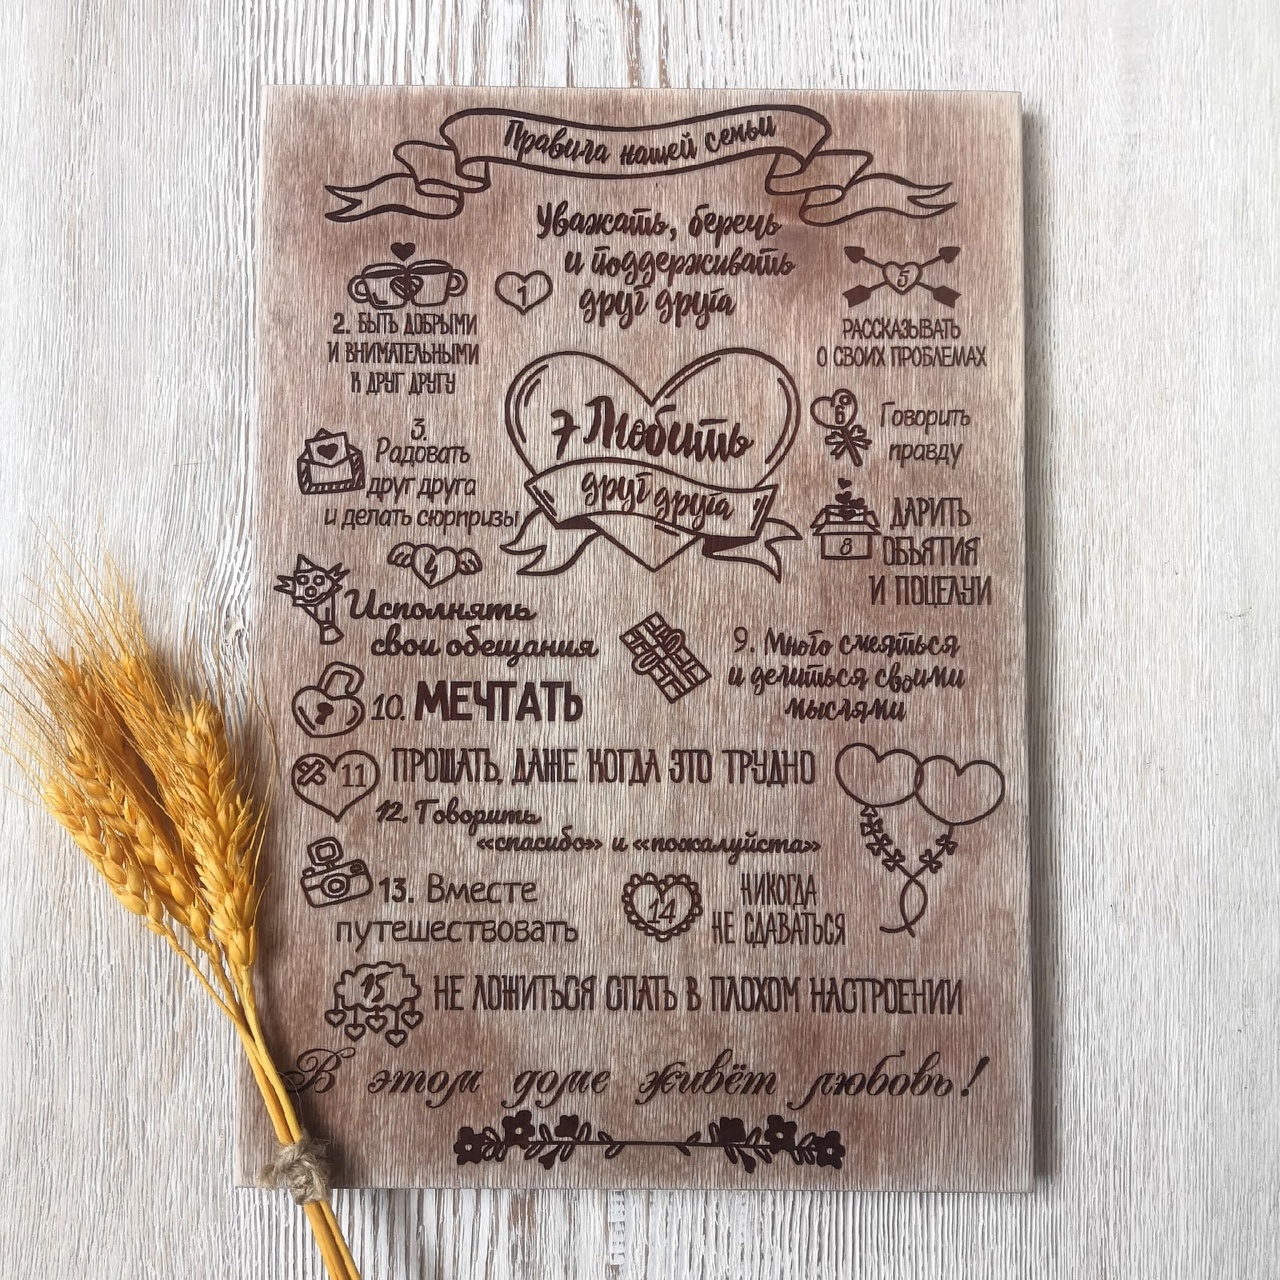 Правила нашей семьи
1
Уважать, беречь
и поддерживать
друг друга
2. БЫТЬ ДОБРЫМИ
И ВНИМАТЕЛЬНЫМИ
К ДРУГ ДРУГУ
3.
Радовать
друг друга
и делать сюрпризы
4
Исполнять
свои обещания
5
РАССКАЗЫВАТЬ
О СВОИХ ПРОБЛЕМАХ
6
Говорить
правду
7 Любить
друг друга
8
ДАРИТЬ
ОБЪЯТИЯ
И ПОЦЕЛУИ
9. Много смеяться
и делиться своими
мыслями
10. МЕЧТАТЬ
11 ПРОЩАТЬ, ДАЖЕ КОГДА ЭТО ТРУДНО
12. Говорить
«спасибо» и «пожалуйста»
13. Вместе
путешествовать
14
НИКОГДА
НЕ СДАВАТЬСЯ
15 НЕ ЛОЖИТЬСЯ СПАТЬ В ПЛОХОМ НАСТРОЕНИИ
В этом доме живёт любовь!